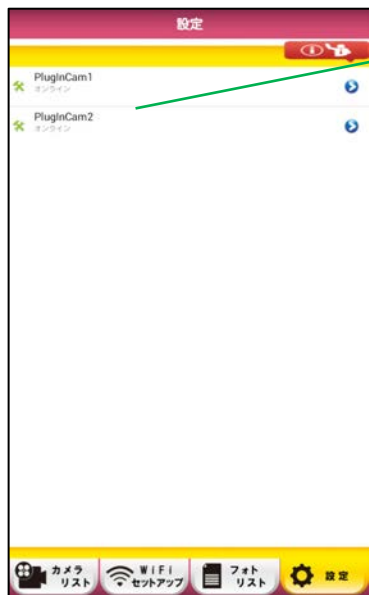 設定
PlugInCam1
オンライン
PlugInCam2
オンライン
カメラ
リスト
WiFi
セットアップ
フォト
リスト
設定